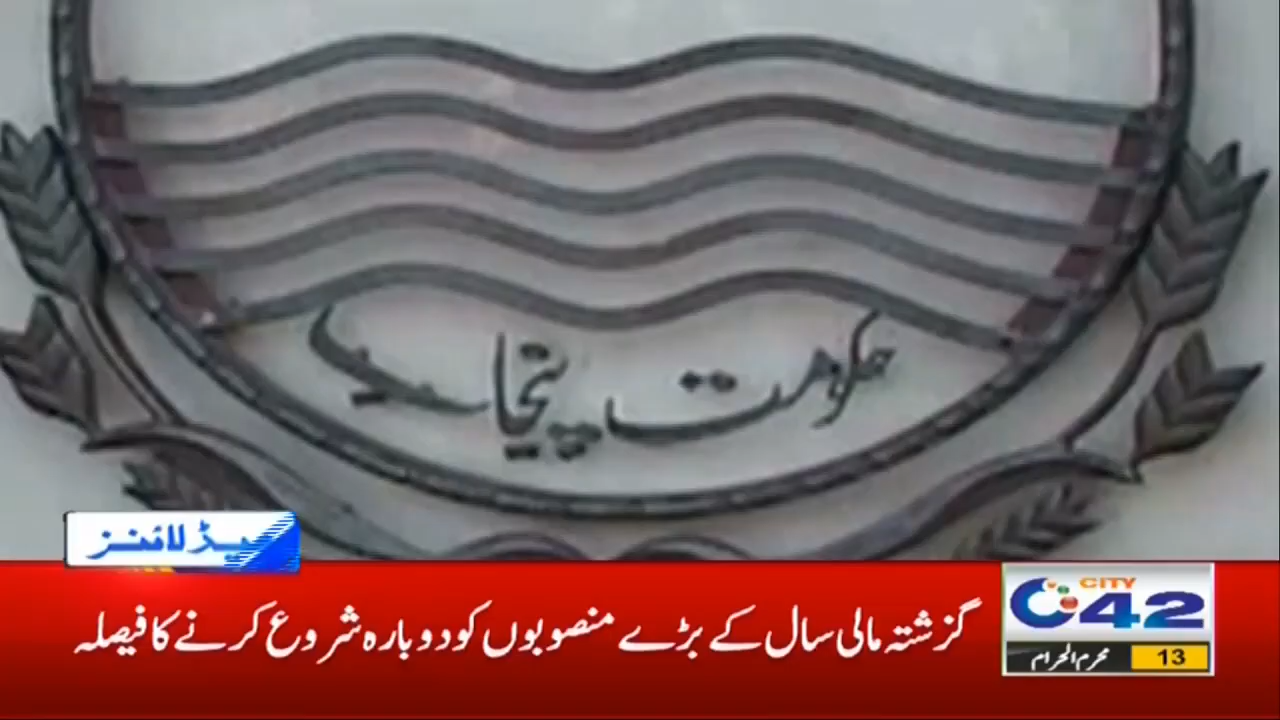 حکومت پنجاب
ہیڈ لائنز
گزشتہ مالی سال کے بڑے منصوبوں کو دوبارہ شروع کرنے کا فیصلہ
CITY
C42
محرم الحرام 13